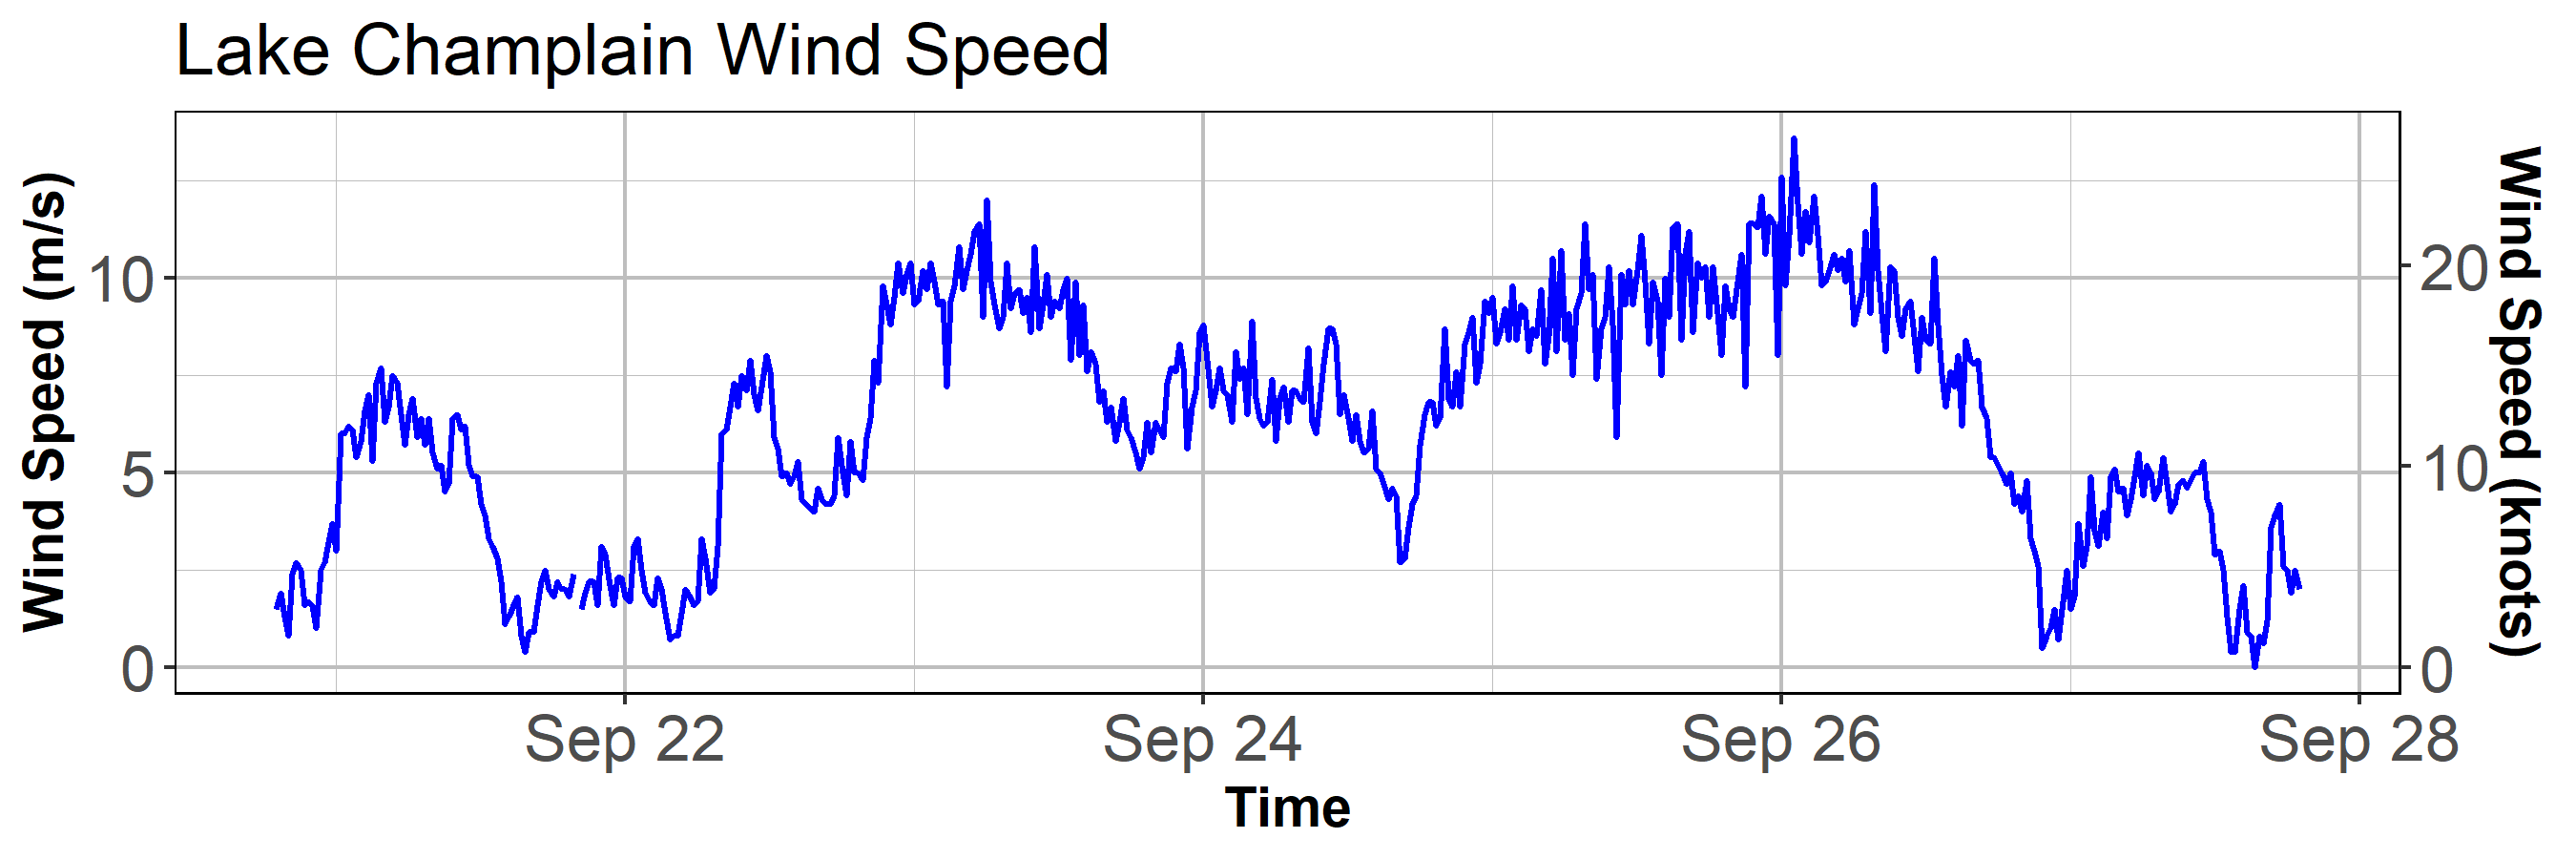 Lake Champlain Wind Speed
Wind Speed (m/s)
10
5
0
20
10
0
Wind Speed (knots)
Sep 22
Sep 24
Sep 26
Sep 28
Time